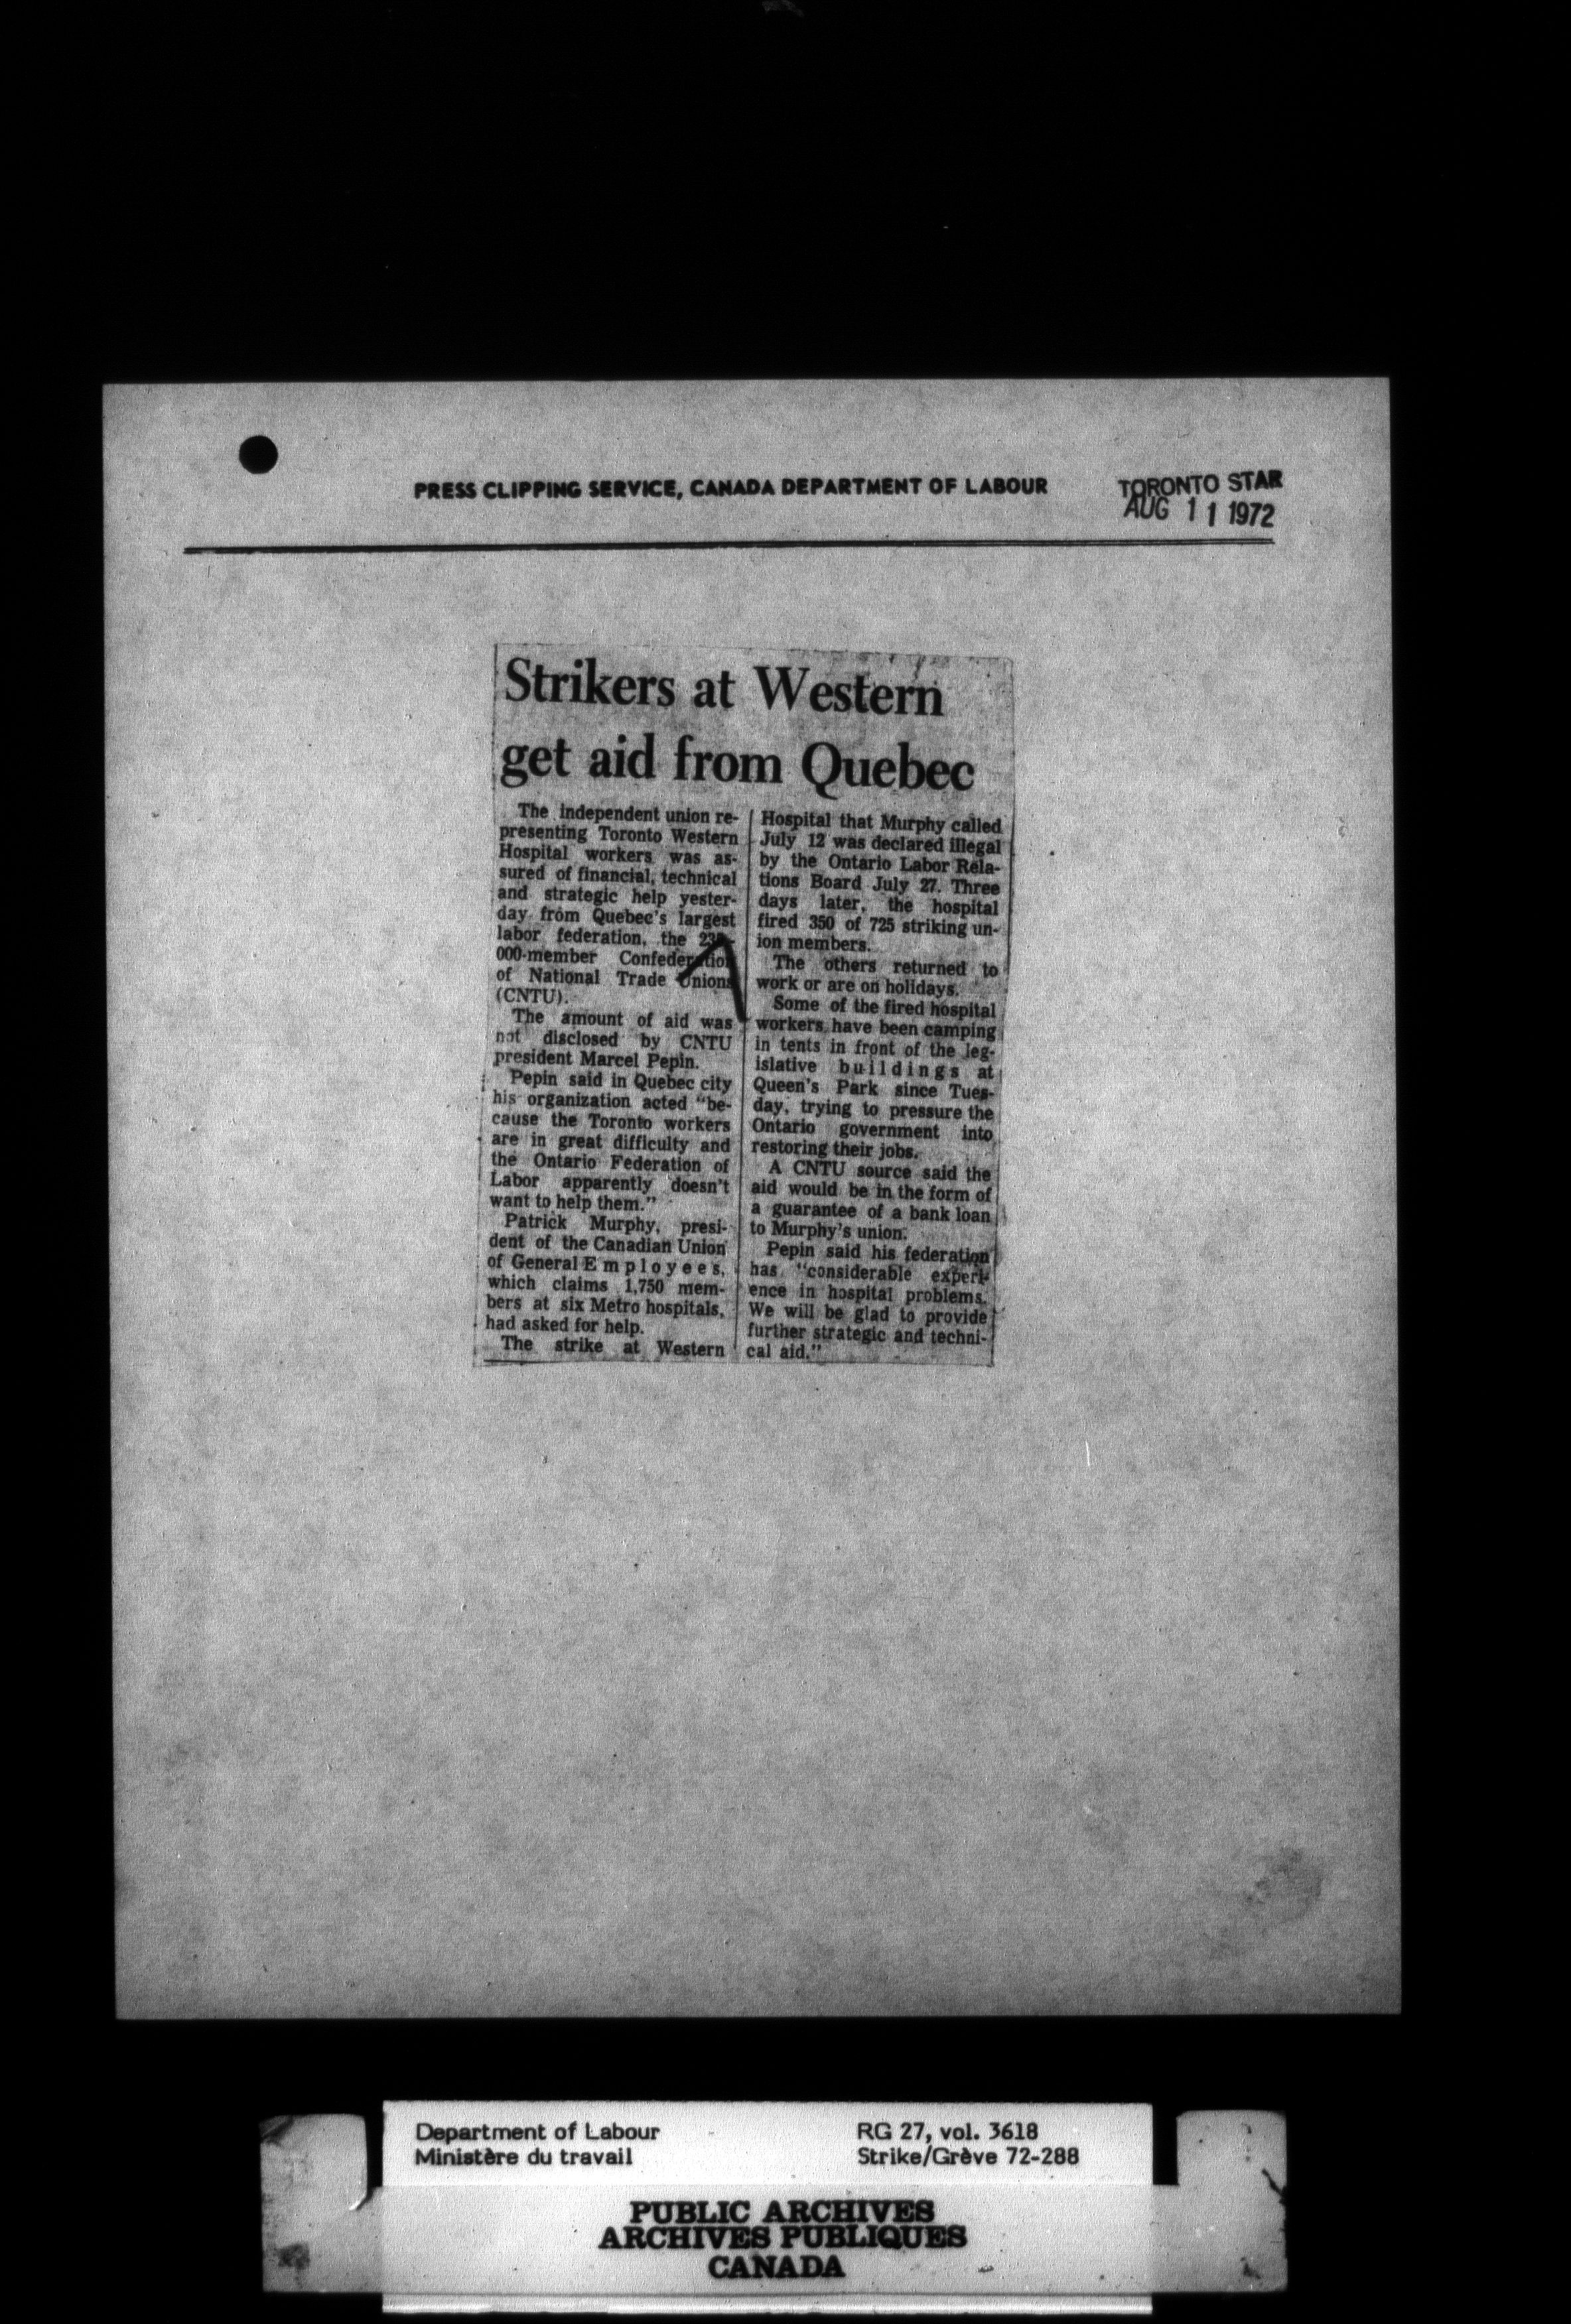 PRESS CLIPPING SERVICE, CANADA DEPARTMENT OF LABOUR
TORONTO STAR
AUG 11 1972
Strikers at Western
get aid from Quebec
The independent union re-
presenting Toronto Western
Hospital workers was as-
sured of financial, technical
and strategic help yester-
day from Quebec's largest
labor federation, the
000-member Confederation
of National Trade Unions
(CNTU).
The amount of aid was
not disclosed by CNTU
president Marcel Pepin.
Pepin said in Quebec city
his organization acted "be-
cause the Toronto workers
are in great difficulty and
the Ontario Federation of
Labor apparently doesn't
want to help them."
Patrick Murphy, presi-
dent of the Canadian Union
of General Employees,
which claims 1,750 mem-
bers at six Metro hospitals,
had asked for help.
The strike at Western
Hospital that Murphy called
July 12 was declared illegal
by the Ontario Labor Rela-
tions Board July 27. Three
days later, the hospital
fired 350 of 725 striking un-
ion members.
The others returned to
work or are on holidays.
Some of the fired hospital
workers have been camping
in tents in front of the leg-
islative buildings at
Queen's Park since Tues-
day, trying to pressure the
Ontario government into
restoring their jobs.
A CNTU source said the
aid would be in the form of
a guarantee of a bank loan
to Murphy's union.
Pepin said his federation
has "considerable experi-
ence in hospital problems.
We will be glad to provide
further strategic and techni-
cal aid."
Department of Labour
Ministère du travail
RG 27, vol. 3618
Strike/Grève 72-288
PUBLIC ARCHIVES
ARCHIVES PUBLIQUES
CANADA